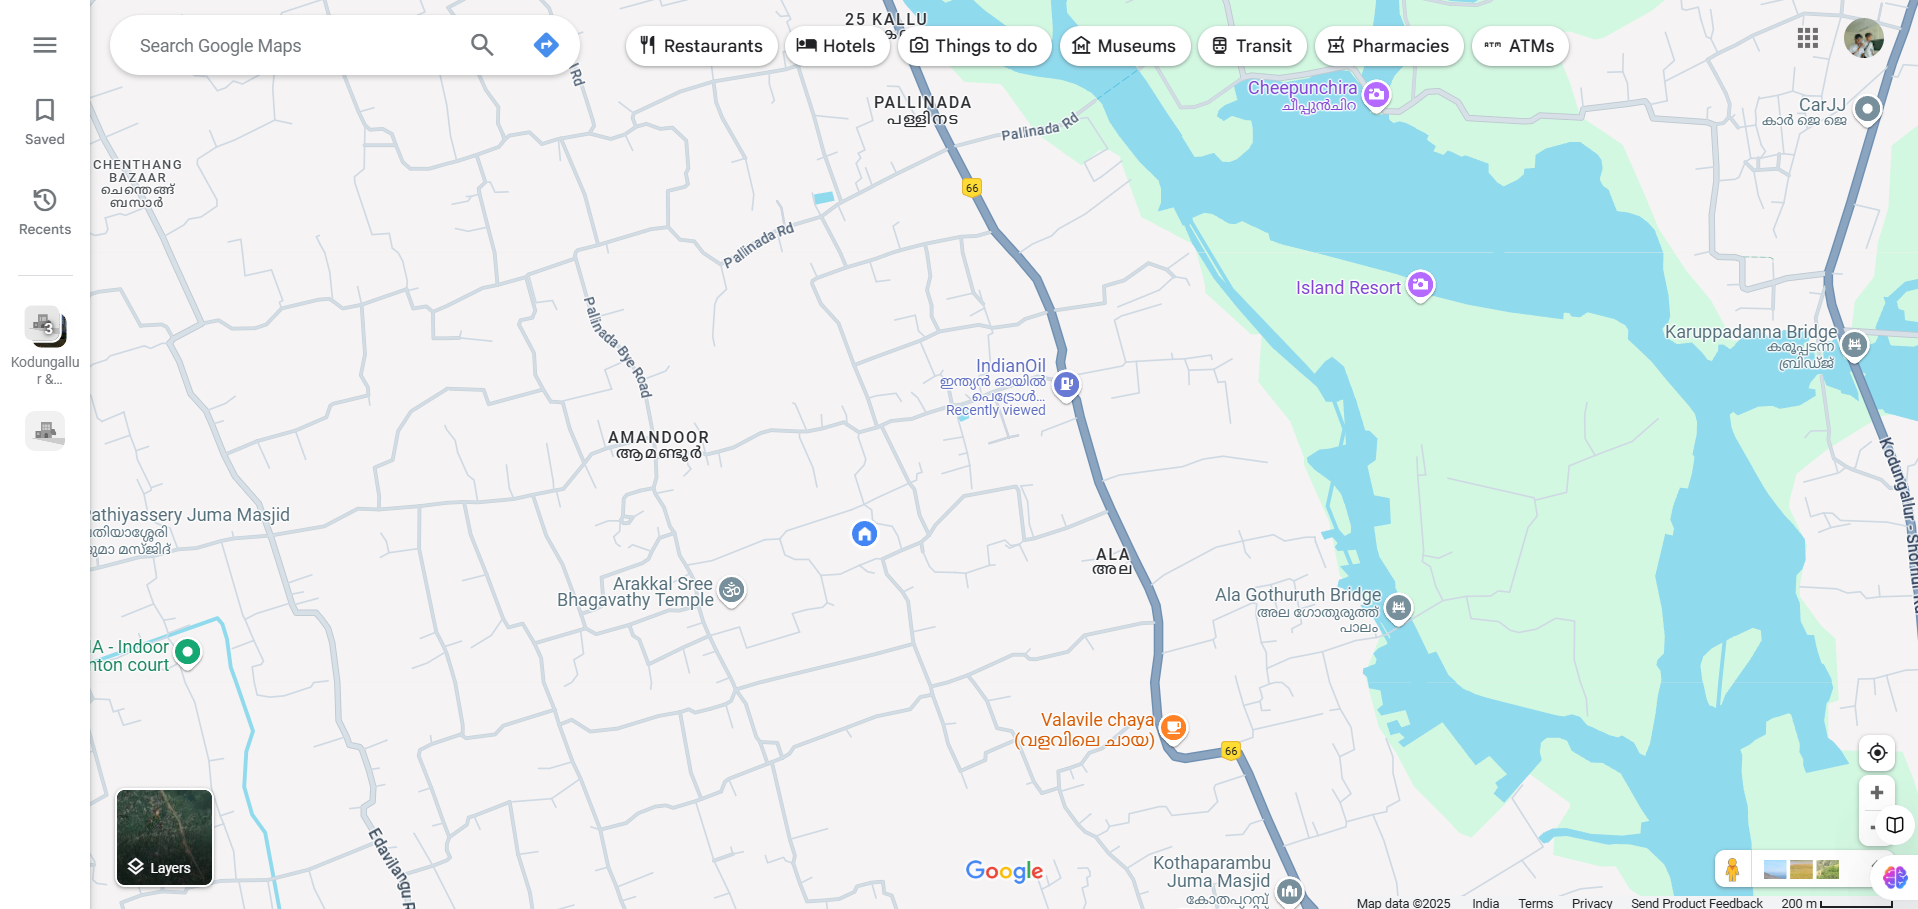 Search Google Maps
Restaurants
Hotels
Things to do
Museums
Transit
Pharmacies
ATMs
Saved
Recents
3
Kodungallu
r &...
25 KALLU
PALLINADA
പള്ളിനട
Pallinada Rd
Cheepunchira
ചീപ്പുൻചിറ
CarJJ
കാർ ജെ ജെ
CHENTHANG
BAZAAR
ചെന്തെങ്ങ്
ബസാർ
66
Pallinada Rd
Island Resort
Pallinada Bye Road
Karuppadanna Bridge
കരൂപ്പടന്ന
ബ്രിഡ്ജ്
IndianOil
ഇന്ത്യൻ ഓയിൽ
പെട്രോൾ...
Recently viewed
AMANDOOR
ആമണ്ടൂർ
athiyassery Juma Masjid
തിയാശ്ശേരി
മാ മസ്ജിദ്
ALA
അല
Arakkal Sree
Bhagavathy Temple
Ala Gothuruth Bridge
അല ഗോതുരുത്ത്
പാലം
A - Indoor
nton court
Valavile chaya
(വളവിലെ ചായ)
66
Edavilangu R
Kodungallur - Shornur
Layers
Google
Kothaparambu
Juma Masjid
കോതപറമ്പ്
Map data ©2025
India
Terms
Privacy
Send Product Feedback
200 m